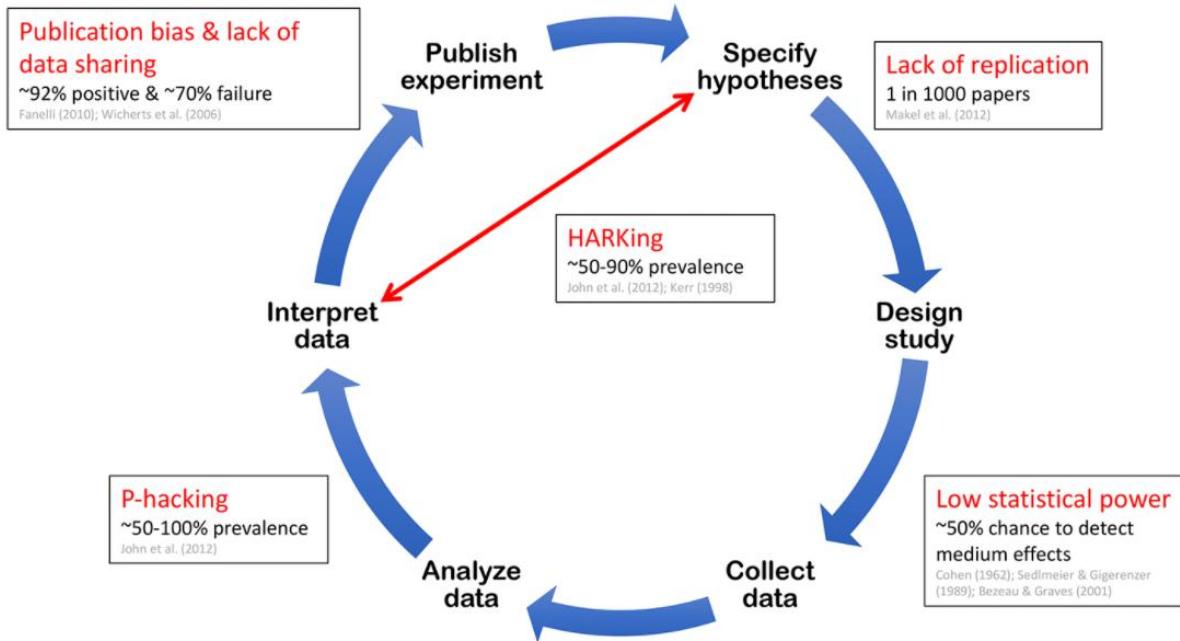 Publication bias & lack of
data sharing
~92% positive & ~70% failure
Fanelli (2010); Wicherts et al. (2006)
Publish
experiment
Specify
hypotheses
Lack of replication
1 in 1000 papers
Makel et al. (2012)
HARKing
~50-90% prevalence
John et al. (2012); Kerr (1998)
Interpret
data
Design
study
P-hacking
~50-100% prevalence
John et al. (2012)
Low statistical power
~50% chance to detect
medium effects
Cohen (1962); Sedlmeier & Gigerenzer
(1989); Bezeau & Graves (2001)
Analyze
data
Collect
data